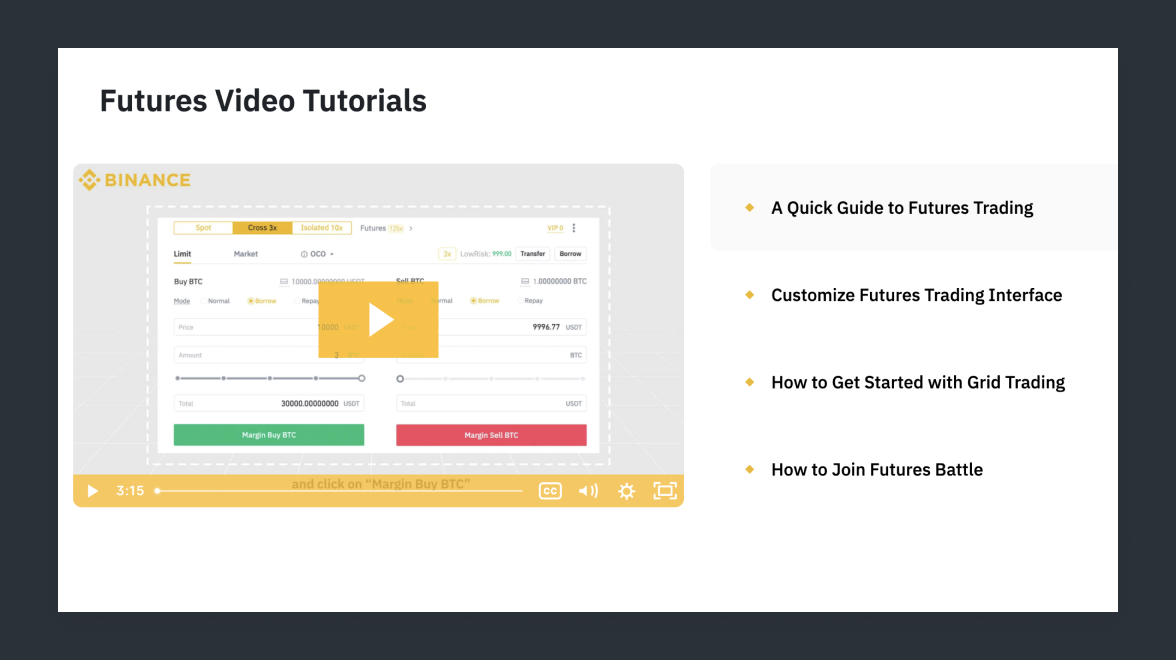 Futures Video Tutorials
BINANCE
Spot Cross 3x Isolated 10x Futures 125x VIP 0
Limit Market OCO 3x LowRisk: 999.00 Transfer Borrow
Buy BTC 10000.00000000 USDT Sell BTC 1.00000000 BTC
Mode Normal Borrow Repay Normal Borrow Repay
Price 10000 9996.77 USDT
Amount 3 BTC
Total 30000.00000000 USDT Total USDT
Margin Buy BTC Margin Sell BTC
and click on “Margin Buy BTC”
3:15 CC
A Quick Guide to Futures Trading
Customize Futures Trading Interface
How to Get Started with Grid Trading
How to Join Futures Battle